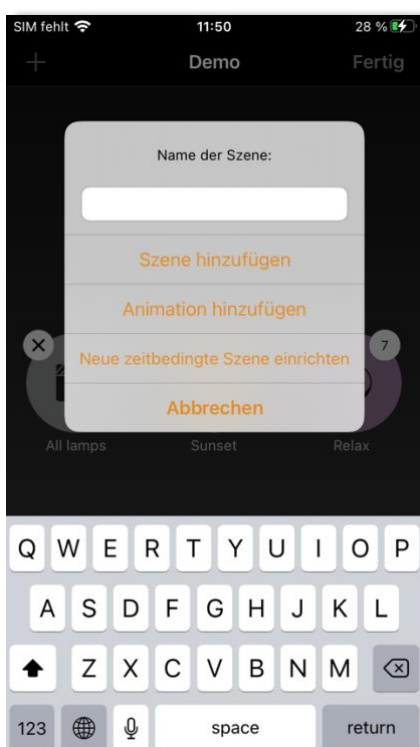 SIM fehlt 11:50 28 %
Demo Fertig
Name der Szene:
Szene hinzufügen
Animation hinzufügen
7
Neue zeitbedingte Szene einrichten
Abbrechen
All lamps Sunset Relax
Q W E R T Y U I O P
A S D F G H J K L
Z X C V B N M
123 space return